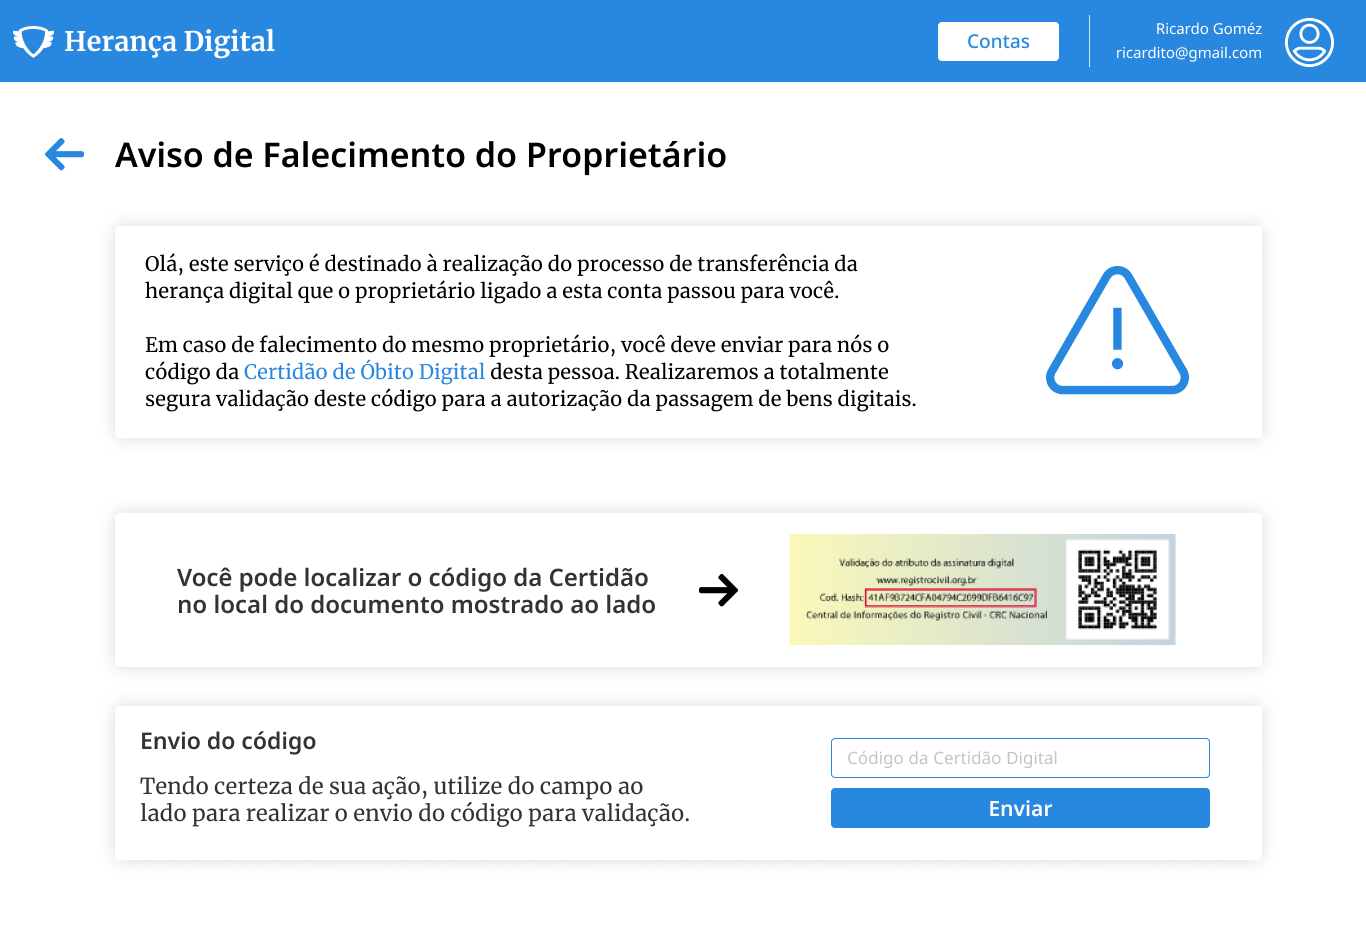 Herança Digital
Contas
Ricardo Goméz
ricardito@gmail.com
Aviso de Falecimento do Proprietário
Olá, este serviço é destinado à realização do processo de transferência da
herança digital que o proprietário ligado a esta conta passou para você.
Em caso de falecimento do mesmo proprietário, você deve enviar para nós o
código da Certidão de Óbito Digital desta pessoa. Realizaremos a totalmente
segura validação deste código para a autorização da passagem de bens digitais.
Você pode localizar o código da Certidão
no local do documento mostrado ao lado
Validação do atributo da assinatura digital
www.registrocivil.org.br
Cod. Hash: 41AF9B724CFA04794C2099DFB6416C97
Central de Informações do Registro Civil - CRC Nacional
Envio do código
Tendo certeza de sua ação, utilize do campo ao
lado para realizar o envio do código para validação.
Código da Certidão Digital
Enviar